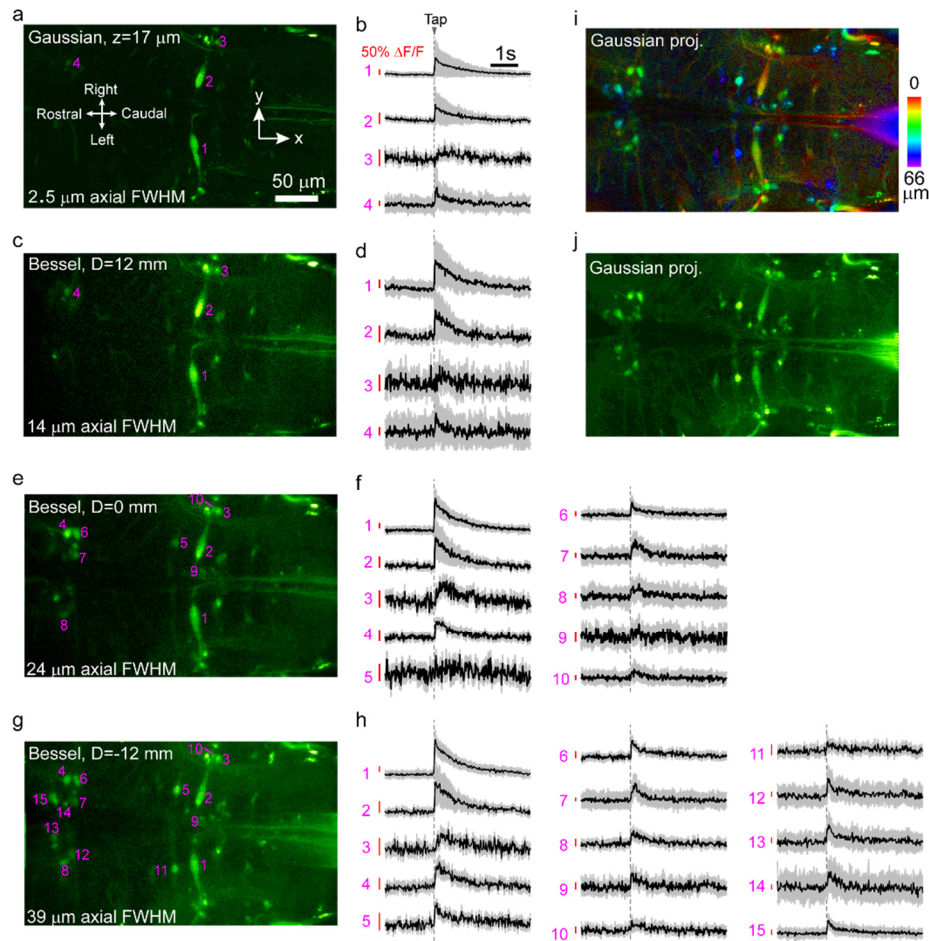 a
Gaussian, z=17 μm
3
4
2
Right
Rostral
Caudal
Left
y
x
1
50 μm
2.5 μm axial FWHM
b
Tap
50% ΔF/F
1s
1
2
3
4
i
Gaussian proj.
0
66
μm
c
Bessel, D=12 mm
3
4
2
1
14 μm axial FWHM
d
1
2
3
4
j
Gaussian proj.
e
Bessel, D=0 mm
10
3
4
6
5
2
7
9
8
1
24 μm axial FWHM
f
1
2
3
4
5
6
7
8
9
10
g
Bessel, D=-12 mm
10
3
4
6
5
2
15
7
14
9
13
12
8
11
1
39 μm axial FWHM
h
1
2
3
4
5
6
7
8
9
10
11
12
13
14
15